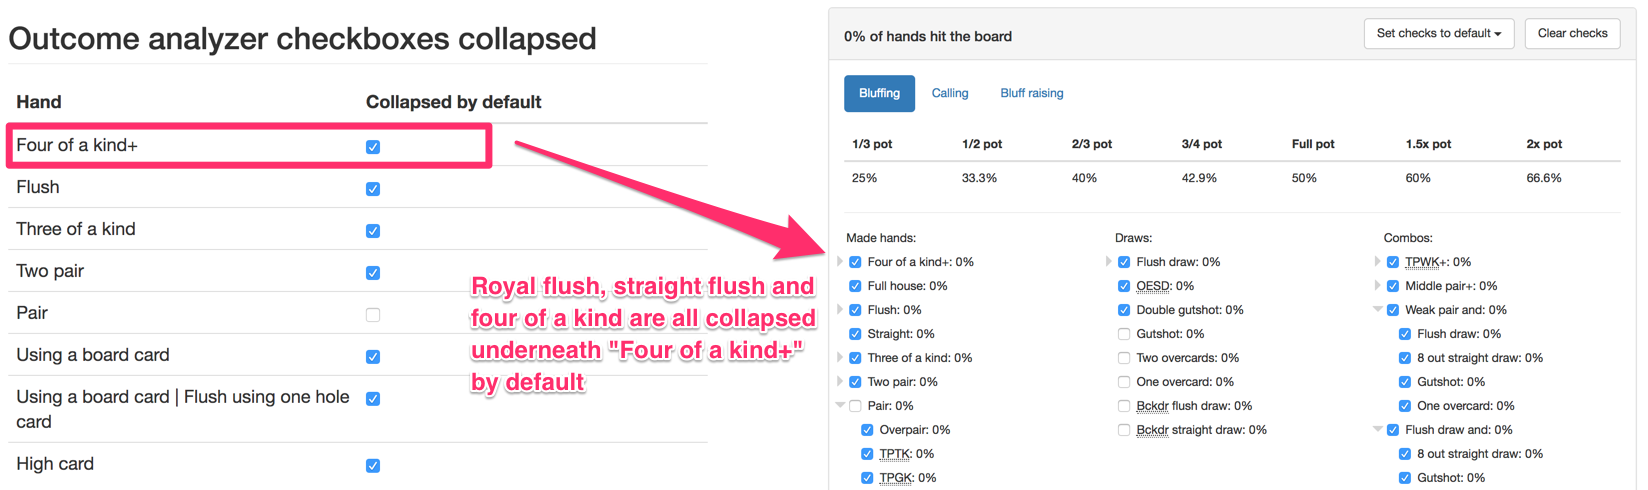 Outcome analyzer checkboxes collapsed
Hand Collapsed by default
Four of a kind+
Flush
Three of a kind
Two pair
Pair
Using a board card
Using a board card | Flush using one hole
card
High card
Royal flush, straight flush and
four of a kind are all collapsed
underneath "Four of a kind+"
by default
0% of hands hit the board
Set checks to default
Clear checks
Bluffing Calling Bluff raising
1/3 pot 1/2 pot 2/3 pot 3/4 pot Full pot 1.5x pot 2x pot
25% 33.3% 40% 42.9% 50% 60% 66.6%
Made hands:
Four of a kind+: 0%
Full house: 0%
Flush: 0%
Straight: 0%
Three of a kind: 0%
Two pair: 0%
Pair: 0%
Overpair: 0%
TPTK: 0%
TPGK: 0%
Draws:
Flush draw: 0%
OESD: 0%
Double gutshot: 0%
Gutshot: 0%
Two overcards: 0%
One overcard: 0%
Bckdr flush draw: 0%
Bckdr straight draw: 0%
Combos:
TPWK+: 0%
Middle pair+: 0%
Weak pair and: 0%
Flush draw: 0%
8 out straight draw: 0%
Gutshot: 0%
One overcard: 0%
Flush draw and: 0%
8 out straight draw: 0%
Gutshot: 0%